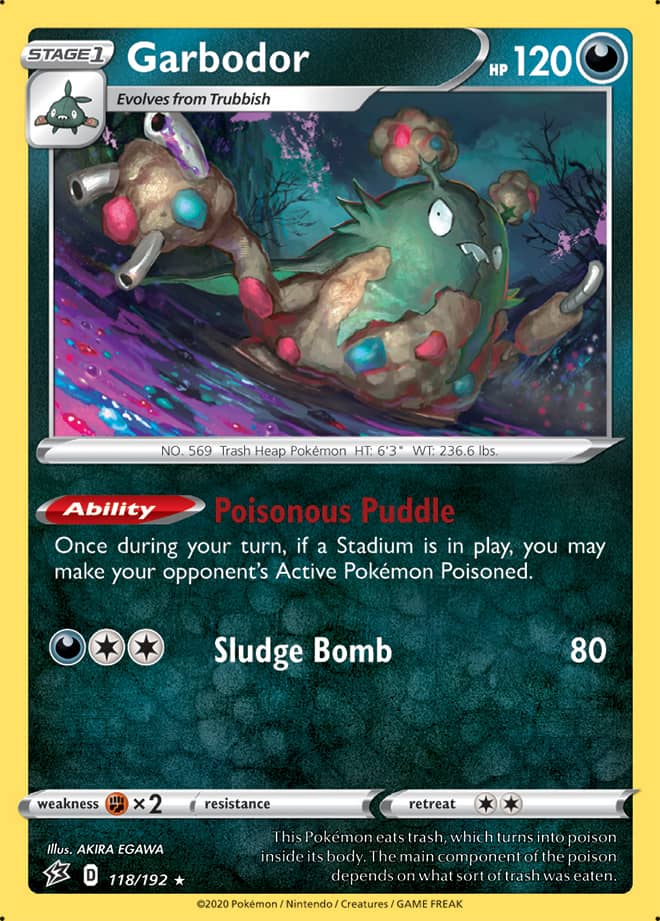 STAGE 1 Garbodor HP 120
Evolves from Trubbish
NO. 569 Trash Heap Pokémon HT: 6'3" WT: 236.6 lbs.
Ability Poisonous Puddle
Once during your turn, if a Stadium is in play, you may
make your opponent's Active Pokémon Poisoned.
Sludge Bomb 80
weakness ×2 resistance retreat
Illus. AKIRA EGAWA
D 118/192 ★
This Pokémon eats trash, which turns into poison
inside its body. The main component of the poison
depends on what sort of trash was eaten.
©2020 Pokémon / Nintendo / Creatures / GAME FREAK